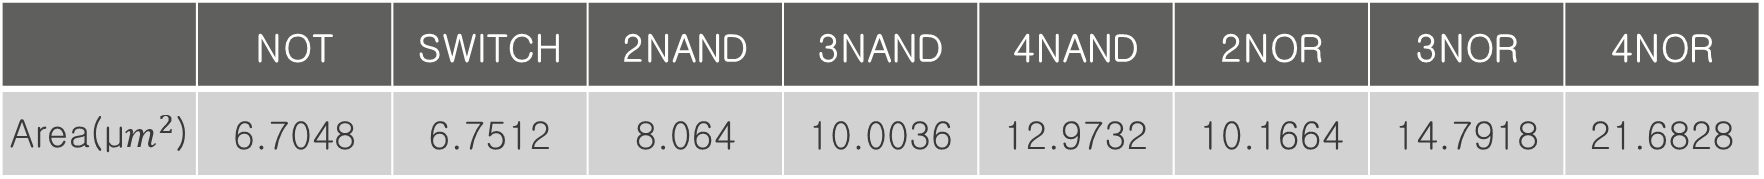 NOT SWITCH 2NAND 3NAND 4NAND 2NOR 3NOR 4NOR
Area(μm²) 6.7048 6.7512 8.064 10.0036 12.9732 10.1664 14.7918 21.6828